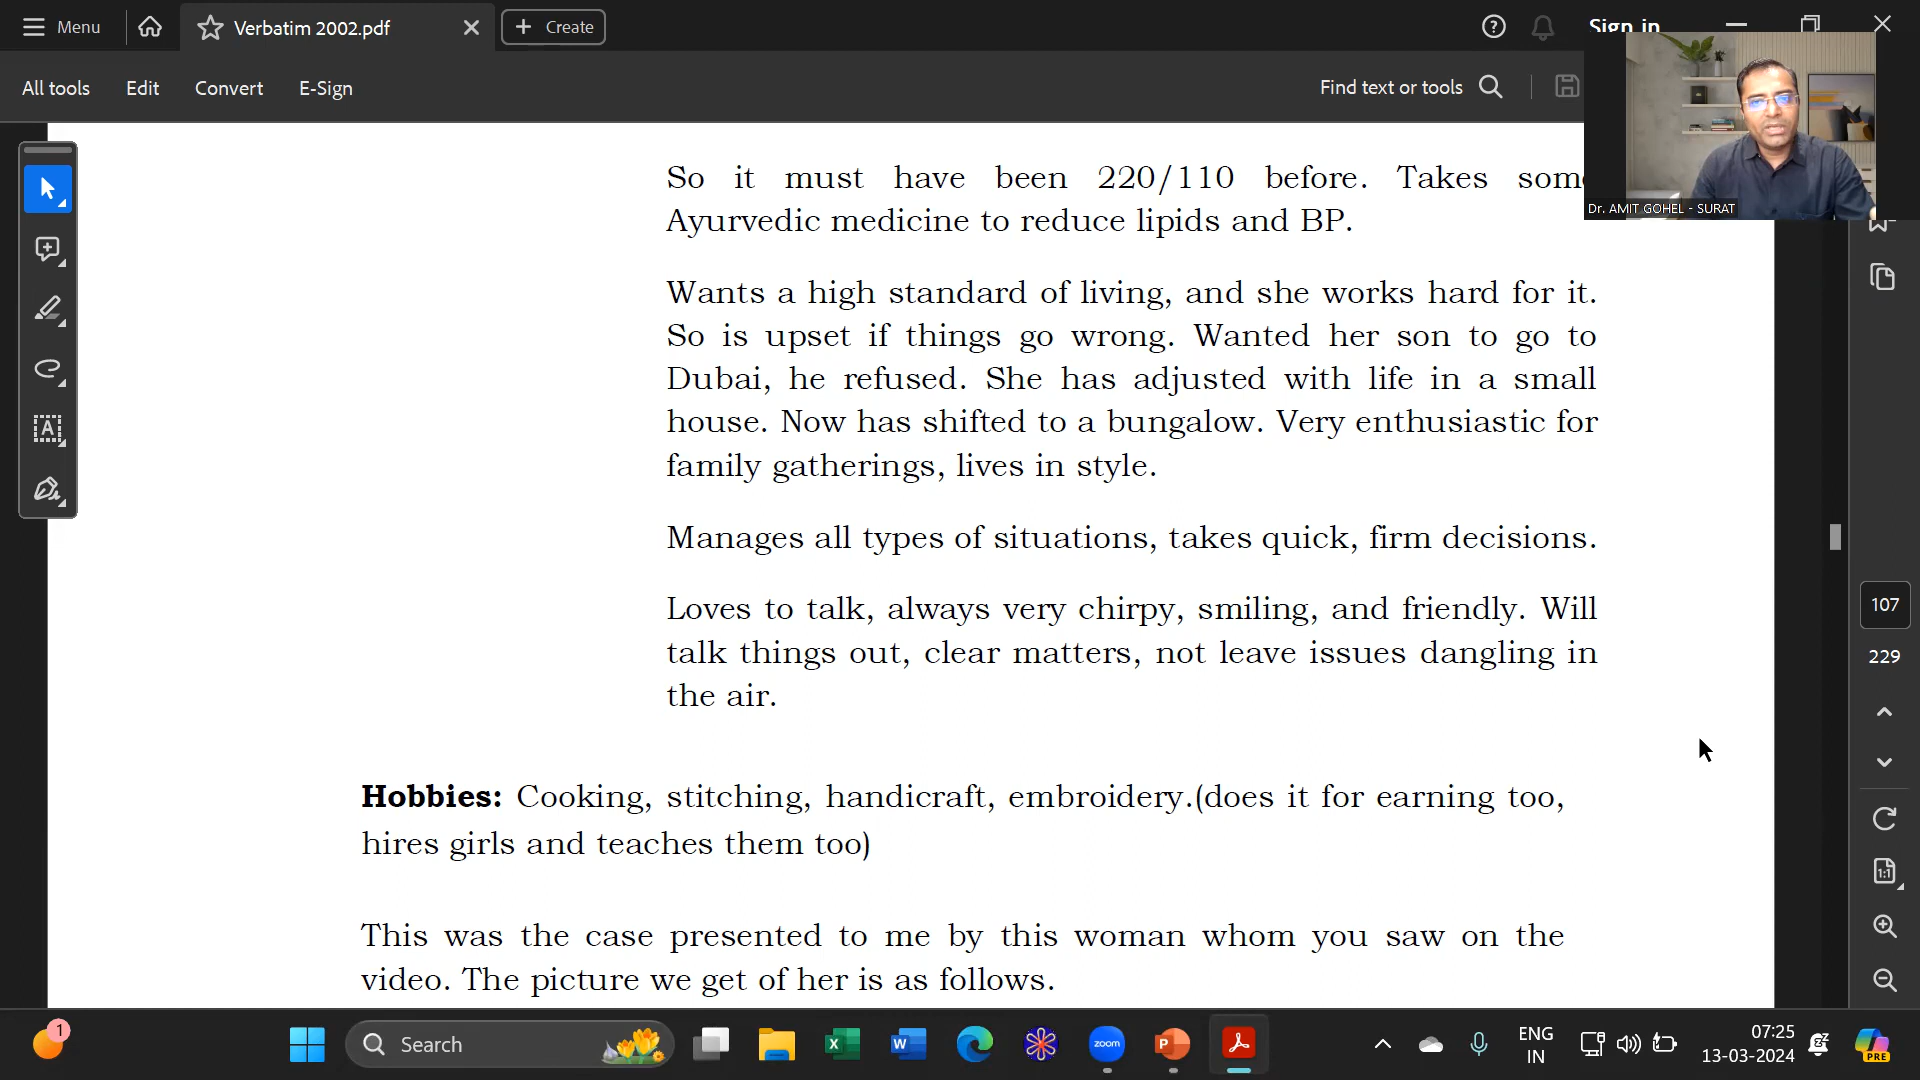 Menu
Verbatim 2002.pdf
Create
Sign in
All tools
Edit
Convert
E-Sign
Find text or tools
Dr. AMIT GOHEL - SURAT
So it must have been 220/110 before. Takes
Ayurvedic medicine to reduce lipids and BP.
Wants a high standard of living, and she works hard for it.
So is upset if things go wrong. Wanted her son to go to
Dubai, he refused. She has adjusted with life in a small
house. Now has shifted to a bungalow. Very enthusiastic for
family gatherings, lives in style.
Manages all types of situations, takes quick, firm decisions.
Loves to talk, always very chirpy, smiling, and friendly. Will
talk things out, clear matters, not leave issues dangling in
the air.
Hobbies: Cooking, stitching, handicraft, embroidery.(does it for earning too,
hires girls and teaches them too)
This was the case presented to me by this woman whom you saw on the
video. The picture we get of her is as follows.
107
229
1:1
1
Search
zoom
ENG
IN
07:25
13-03-2024
PRE